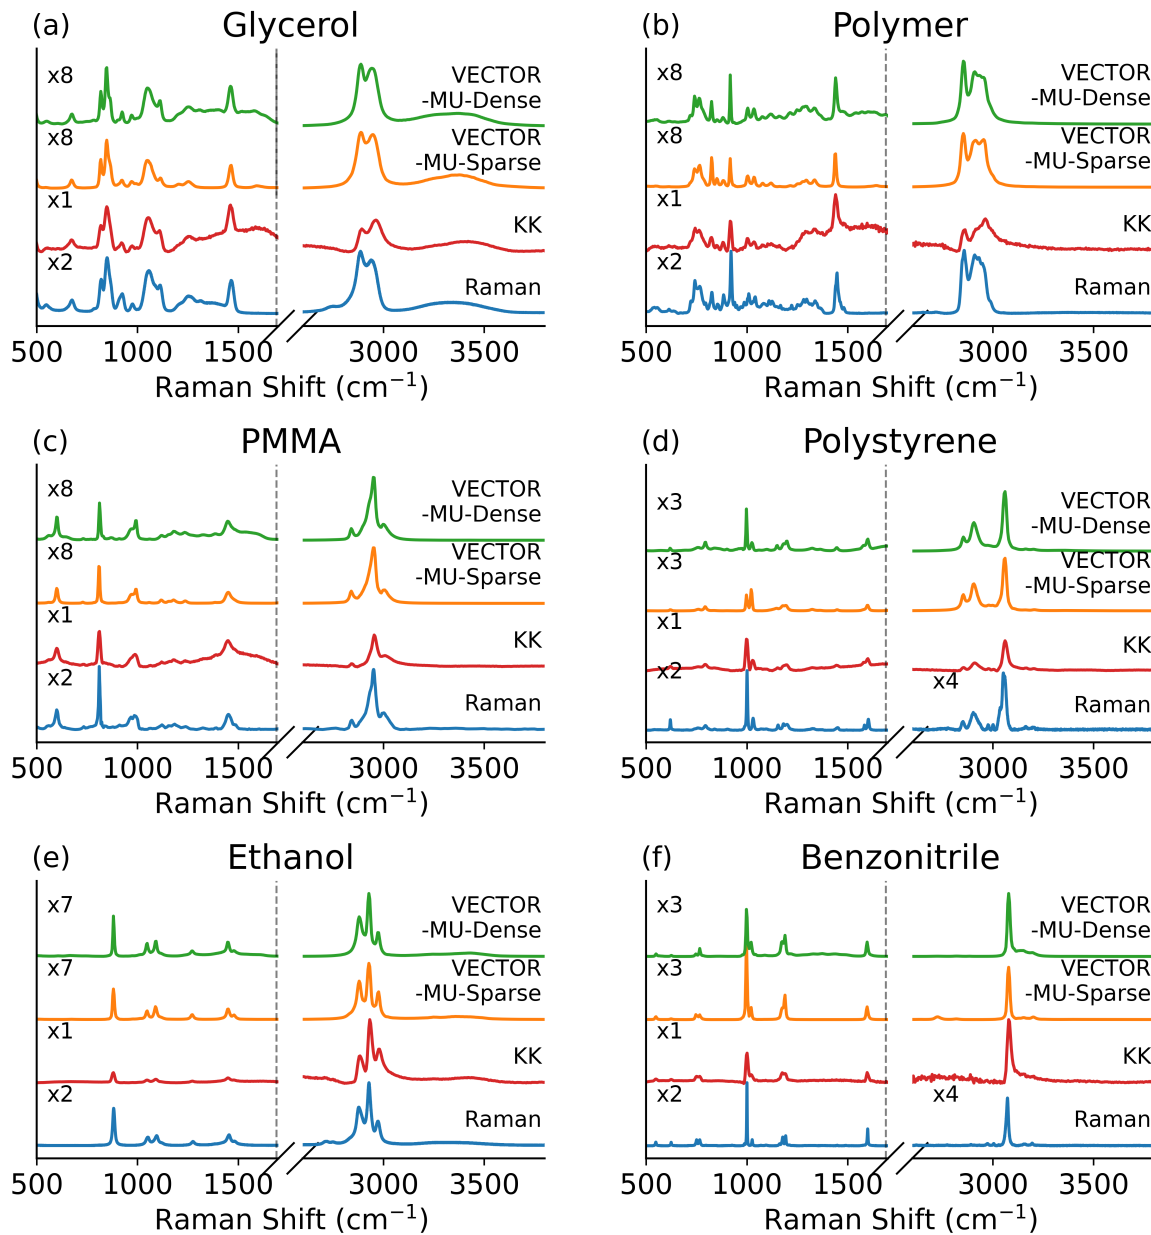 (a) Glycerol
x8
VECTOR
-MU-Dense
x8
VECTOR
-MU-Sparse
x1
KK
x2
Raman
500 1000 1500 3000 3500
Raman Shift (cm⁻¹)
(b) Polymer
x8
VECTOR
-MU-Dense
x8
VECTOR
-MU-Sparse
x1
KK
x2
Raman
500 1000 1500 3000 3500
Raman Shift (cm⁻¹)
(c) PMMA
x8
VECTOR
-MU-Dense
x8
VECTOR
-MU-Sparse
x1
KK
x2
Raman
500 1000 1500 3000 3500
Raman Shift (cm⁻¹)
(d) Polystyrene
x3
VECTOR
-MU-Dense
x3
VECTOR
-MU-Sparse
x1
KK
x2 x4
Raman
500 1000 1500 3000 3500
Raman Shift (cm⁻¹)
(e) Ethanol
x7
VECTOR
-MU-Dense
x7
VECTOR
-MU-Sparse
x1
KK
x2
Raman
500 1000 1500 3000 3500
Raman Shift (cm⁻¹)
(f) Benzonitrile
x3
VECTOR
-MU-Dense
x3
VECTOR
-MU-Sparse
x1
KK
x2 x4
Raman
500 1000 1500 3000 3500
Raman Shift (cm⁻¹)